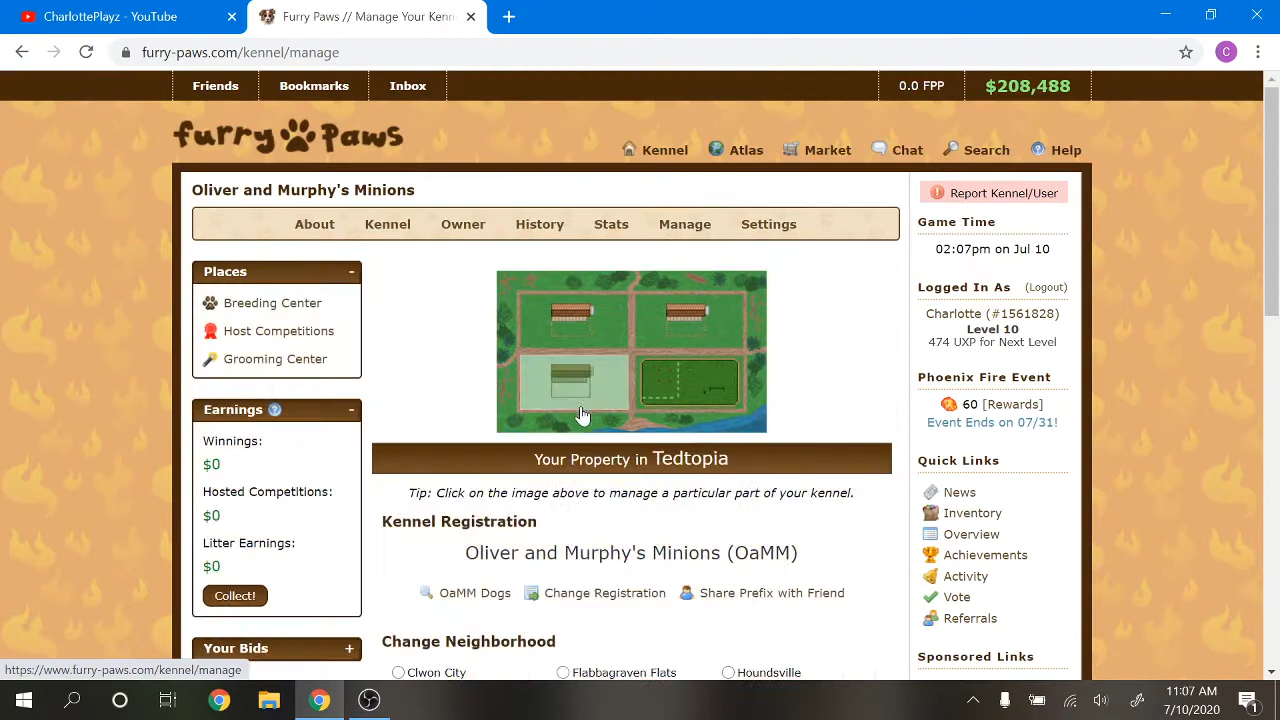 CharlottePlayz - YouTube
Furry Paws // Manage Your Kenn
furry-paws.com/kennel/manage
C
Friends
Bookmarks
Inbox
0.0 FPP
$208,488
furry Paws
Kennel
Atlas
Market
Chat
Search
Help
Oliver and Murphy's Minions
About
Kennel
Owner
History
Stats
Manage
Settings
Places
-
Breeding Center
Host Competitions
Grooming Center
Earnings ?
-
Winnings:
$0
Hosted Competitions:
$0
Litter Earnings:
$0
Collect!
Your Bids
+
Your Property in Tedtopia
Tip: Click on the image above to manage a particular part of your kennel.
Kennel Registration
Oliver and Murphy's Minions (OaMM)
OaMM Dogs
Change Registration
Share Prefix with Friend
Change Neighborhood
Clwon City
Flabbagraven Flats
Houndsville
Report Kennel/User
Game Time
02:07pm on Jul 10
Logged In As (Logout)
Charlotte (#1561828)
Level 10
474 UXP for Next Level
Phoenix Fire Event
60 [Rewards]
Event Ends on 07/31!
Quick Links
News
Inventory
Overview
Achievements
Activity
Vote
Referrals
Sponsored Links
https://www.furry-paws.com/kennel/manage
11:07 AM
7/10/2020
1